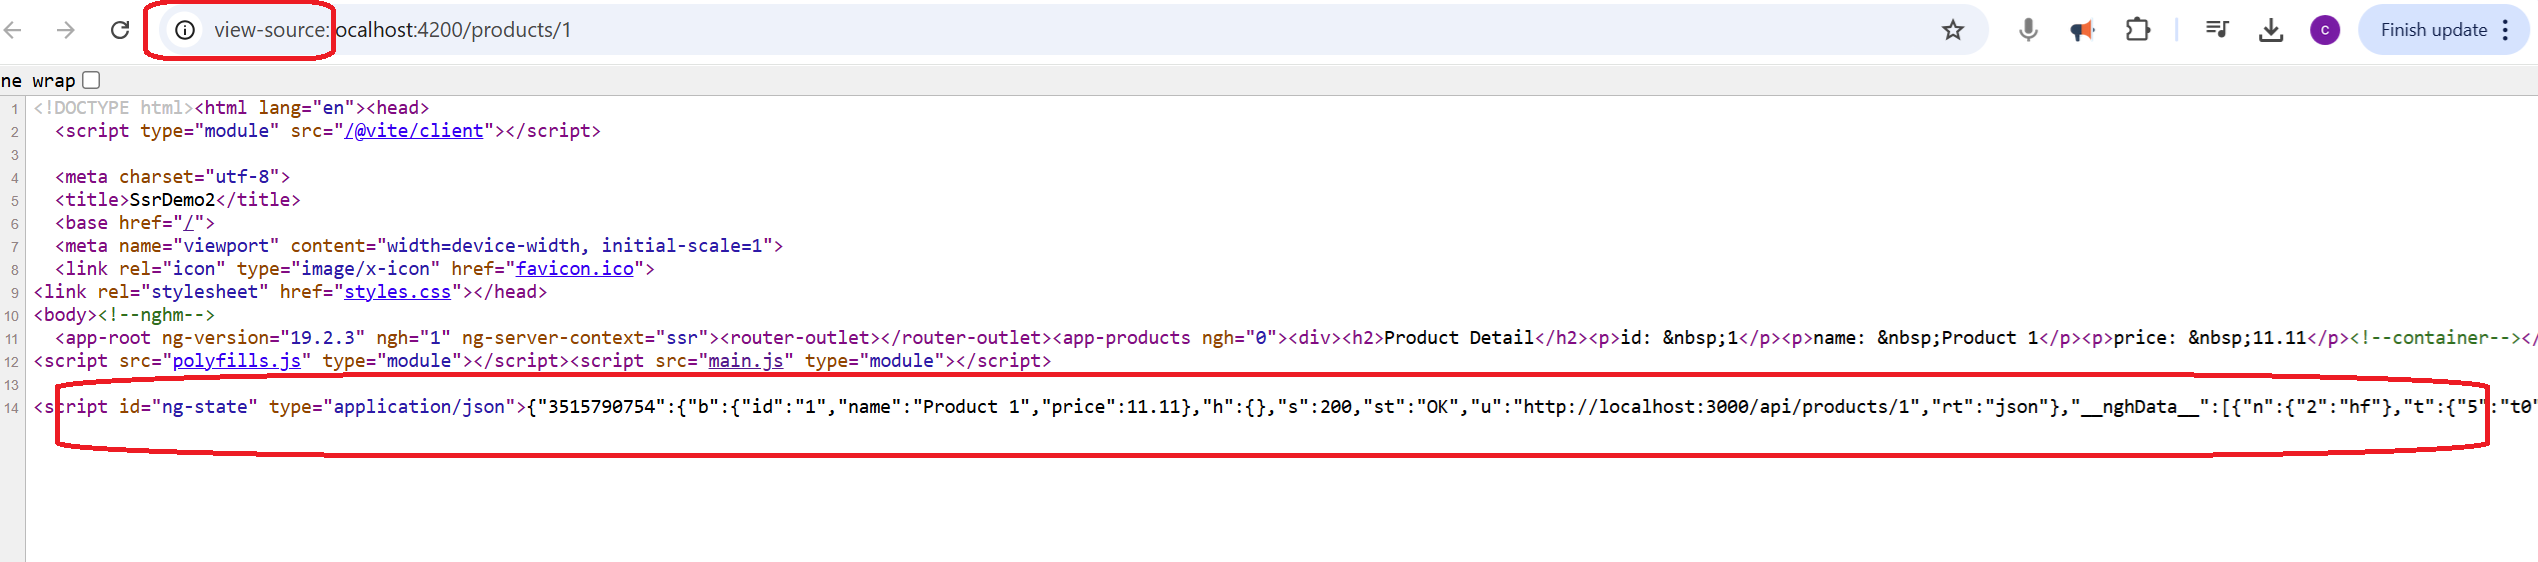 view-source:localhost:4200/products/1
C
Finish update
ne wrap
1 <!DOCTYPE html><html lang="en"><head>
2 <script type="module" src="/@vite/client"></script>
3
4 <meta charset="utf-8">
5 <title>SsrDemo2</title>
6 <base href="/">
7 <meta name="viewport" content="width=device-width, initial-scale=1">
8 <link rel="icon" type="image/x-icon" href="favicon.ico">
9 <link rel="stylesheet" href="styles.css"></head>
10 <body><!--nghm-->
11 <app-root ng-version="19.2.3" ngh="1" ng-server-context="ssr"><router-outlet></router-outlet><app-products ngh="0"><div><h2>Product Detail</h2><p>id: &nbsp;1</p><p>name: &nbsp;Product 1</p><p>price: &nbsp;11.11</p><!--container--></
12 <script src="polyfills.js" type="module"></script><script src="main.js" type="module"></script>
13
14 <script id="ng-state" type="application/json">{"3515790754":{"b":{"id":"1","name":"Product 1","price":11.11},"h":{},"s":200,"st":"OK","u":"http://localhost:3000/api/products/1","rt":"json"},"__nghData__":[{"n":{"2":"hf"},"t":{"5":"t0"